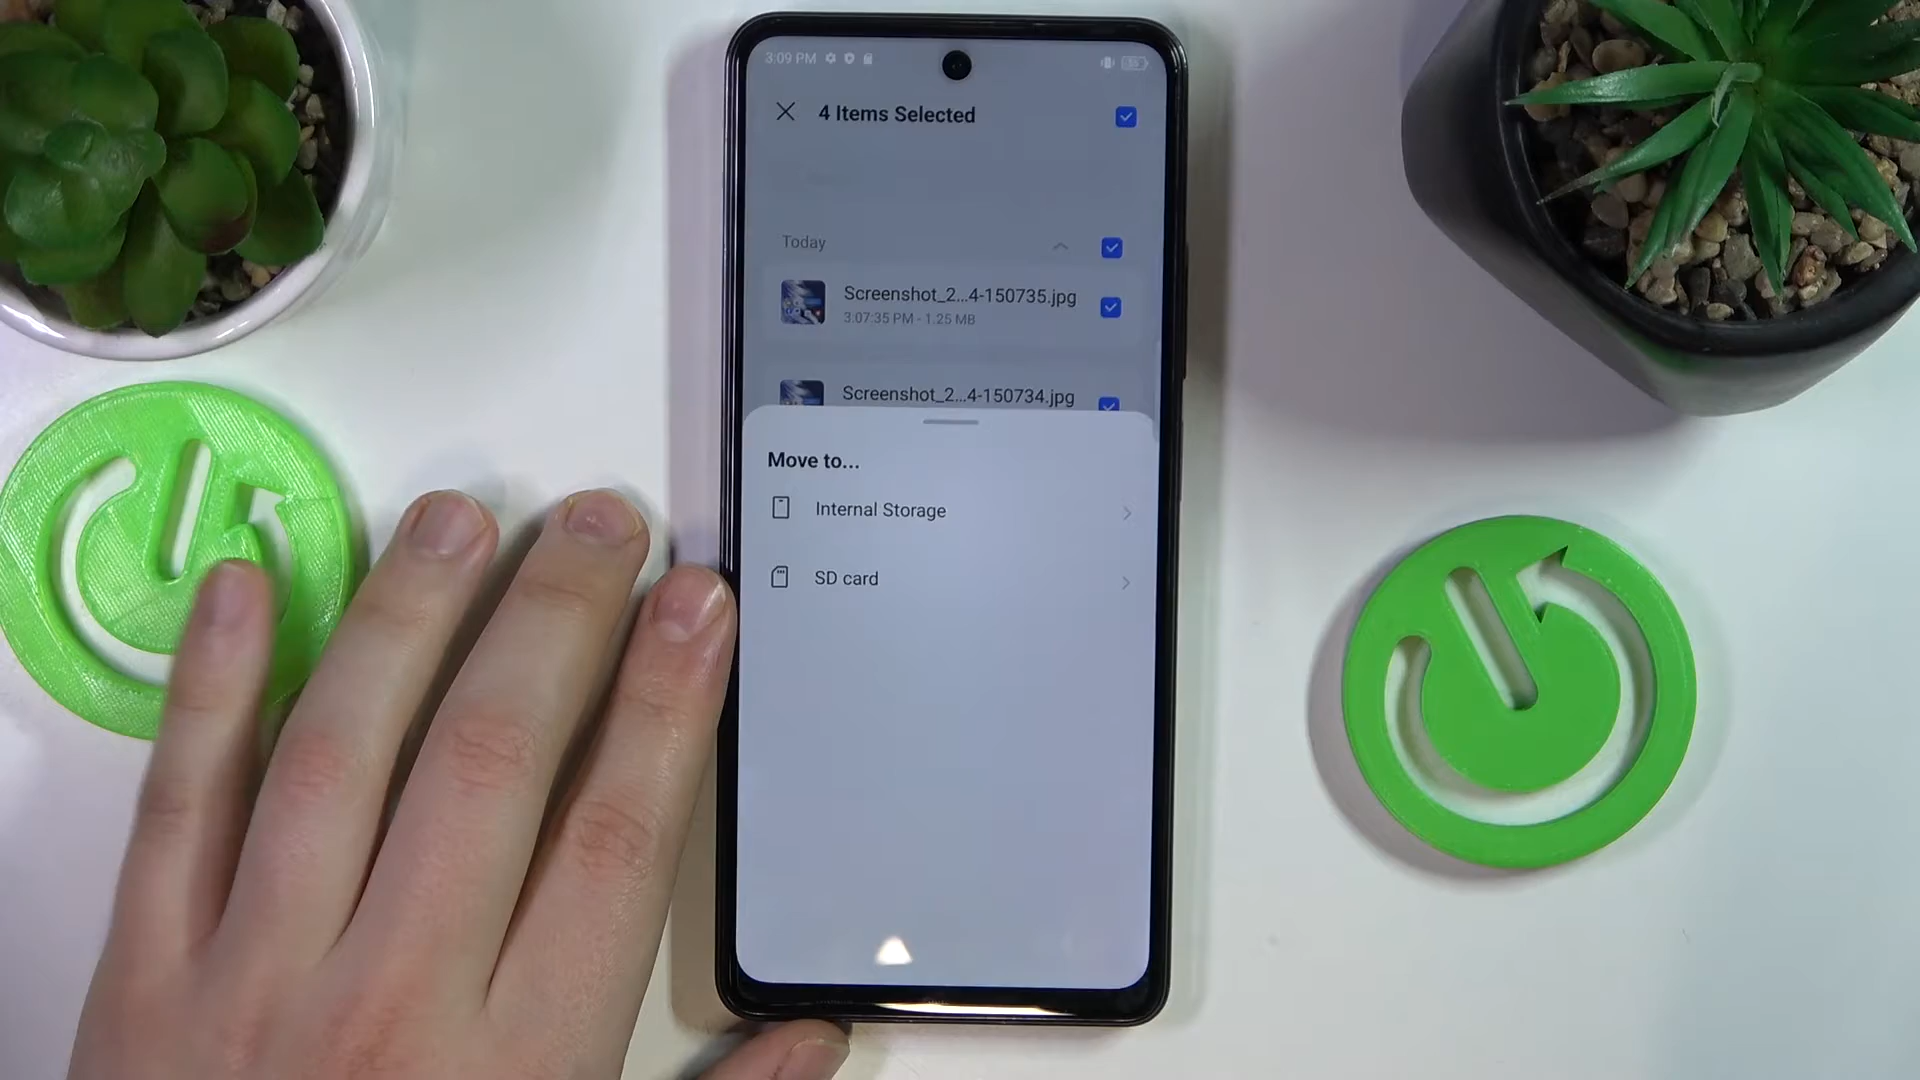 3:09 PM
4 Items Selected
Today
Screenshot_2...4-150735.jpg
3:07:35 PM - 1.25 MB
Screenshot_2...4-150734.jpg
Move to...
Internal Storage
SD card